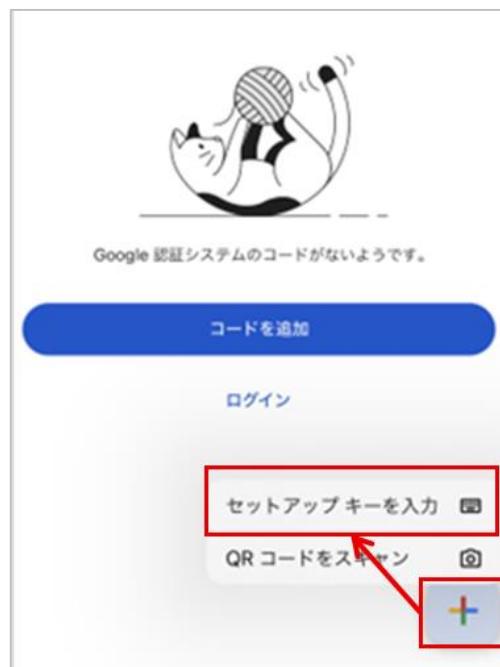 Google 認証システムのコードがないようです。
コードを追加
ログイン
セットアップ キーを入力
QR コードをスキャン